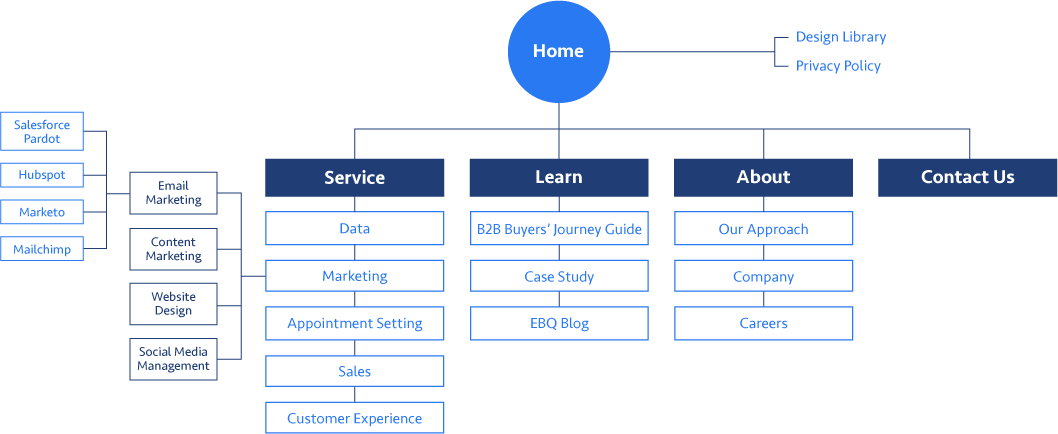 Home
Design Library
Privacy Policy
Salesforce
Pardot
Hubspot
Marketo
Mailchimp
Email
Marketing
Content
Marketing
Website
Design
Social Media
Management
Service
Data
Marketing
Appointment Setting
Sales
Customer Experience
Learn
B2B Buyers’ Journey Guide
Case Study
EBQ Blog
About
Our Approach
Company
Careers
Contact Us